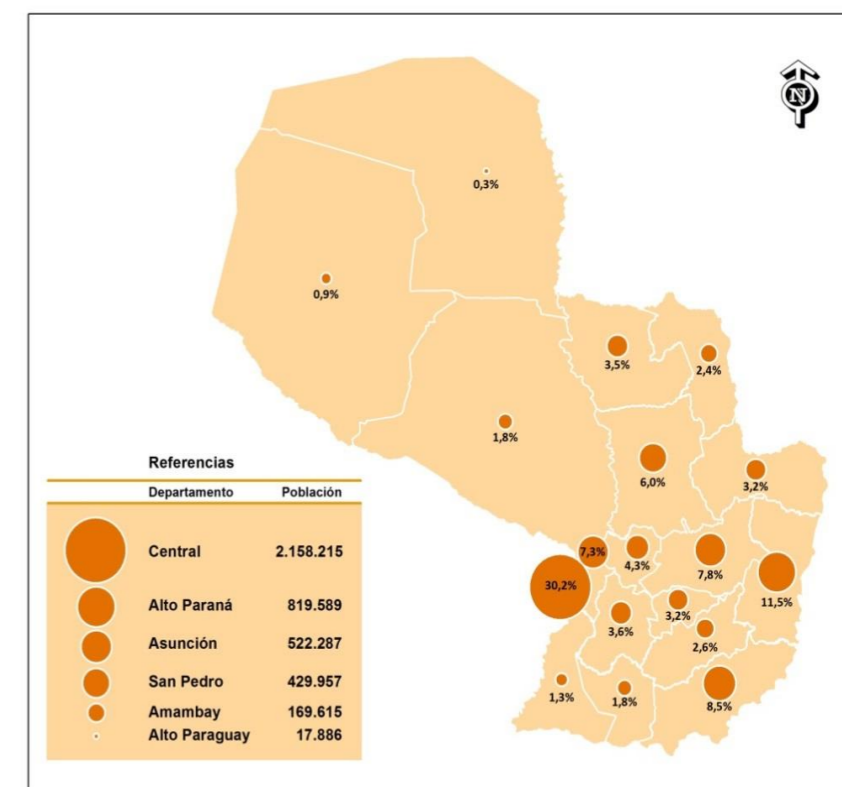 N
0,3%
0,9%
3,5%
2,4%
1,8%
6,0%
3,2%
7,3%
4,3%
7,8%
30,2%
11,5%
3,6%
3,2%
2,6%
1,3%
1,8%
8,5%
Referencias
Departamento Población
Central 2.158.215
Alto Paraná 819.589
Asunción 522.287
San Pedro 429.957
Amambay 169.615
Alto Paraguay 17.886